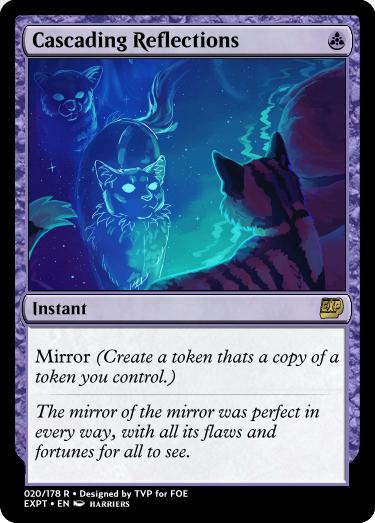 Cascading Reflections
Instant
EXP
Mirror (Create a token thats a copy of a
token you control.)
The mirror of the mirror was perfect in
every way, with all its flaws and
fortunes for all to see.
020/178 R • Designed by TVP for FOE
EXPT • EN HARRIERS